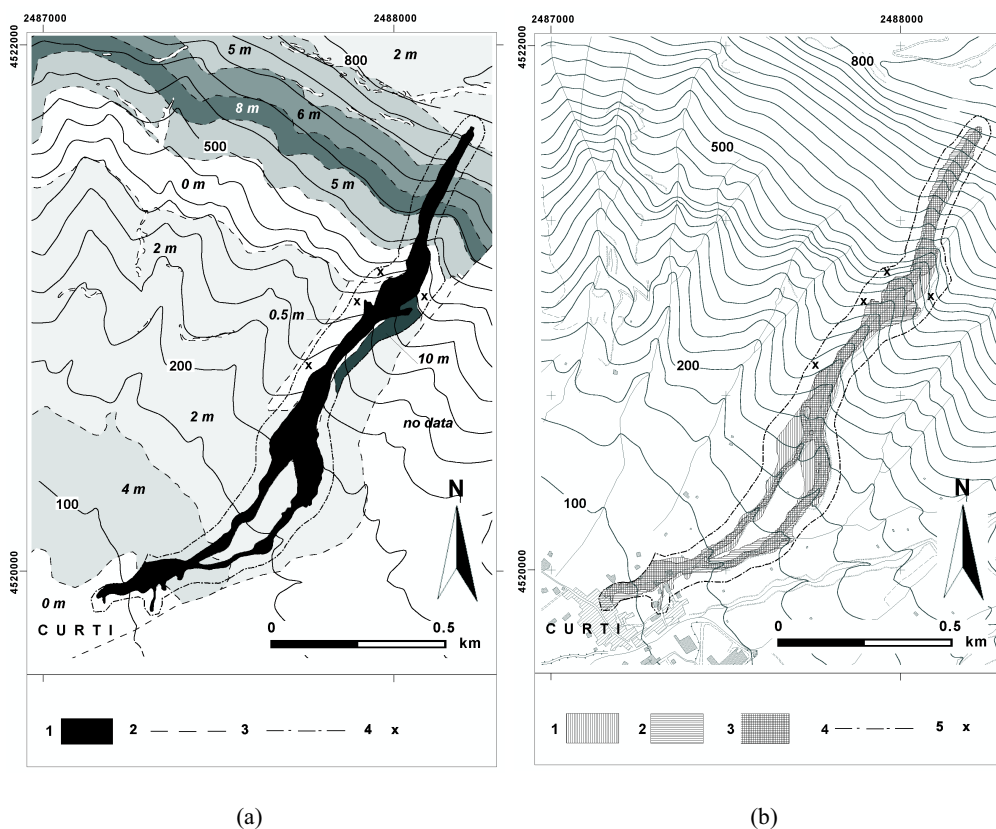 2487000
2488000
2487000
2488000
4522000
5 m
800
2 m
8 m
6 m
500
5 m
0 m
2 m
0.5 m
x
x
x
200
10 m
x
2 m
no data
4 m
N
100
4520000
0 m
CURTI
0
0.5
km
1
2
3
4
x
4522000
800
500
x
x
x
200
x
100
N
4520000
CURTI
0
0.5
km
1
2
3
4
5
x
(a)
(b)